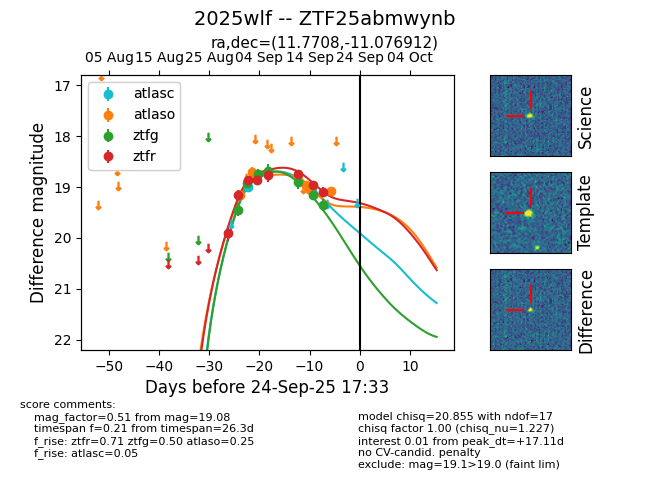 2025wlf -- ZTF25abmwynb
ra,dec=(11.7708,-11.076912)
05 Aug 15 Aug 25 Aug 04 Sep 14 Sep 24 Sep 04 Oct
atlasc
atlaso
ztfg
ztfr
17
18
19
20
21
22
Difference magnitude
−50 −40 −30 −20 −10 0 10
Days before 24-Sep-25 17:33
Science
Template
Difference
score comments:
mag_factor=0.51 from mag=19.08
timespan f=0.21 from timespan=26.3d
f_rise: ztfr=0.71 ztfg=0.50 atlaso=0.25
f_rise: atlasc=0.05
model chisq=20.855 with ndof=17
chisq factor 1.00 (chisq_nu=1.227)
interest 0.01 from peak_dt=+17.11d
no CV-candid. penalty
exclude: mag=19.1>19.0 (faint lim)